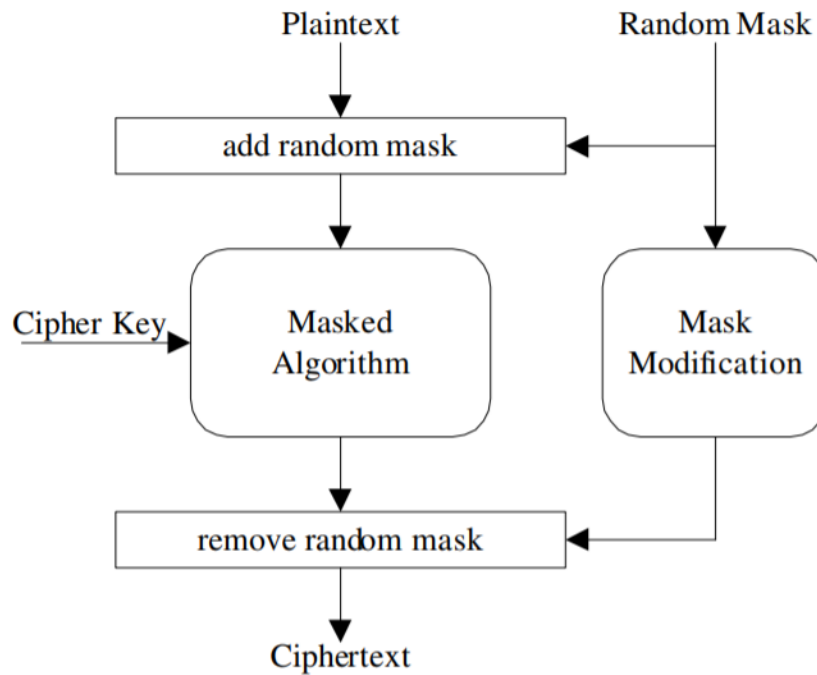 Plaintext
Random Mask
add random mask
Cipher Key
Masked
Algorithm
Mask
Modification
remove random mask
Ciphertext